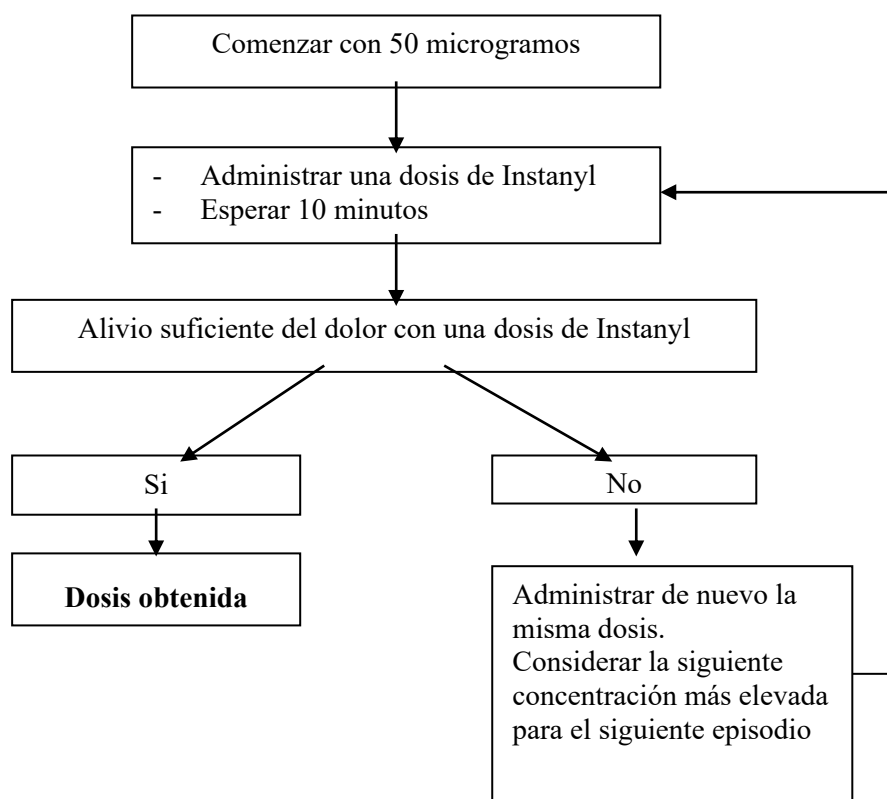 Comenzar con 50 microgramos
- Administrar una dosis de Instanyl
- Esperar 10 minutos
Alivio suficiente del dolor con una dosis de Instanyl
Si
No
Dosis obtenida
Administrar de nuevo la
misma dosis.
Considerar la siguiente
concentración más elevada
para el siguiente episodio